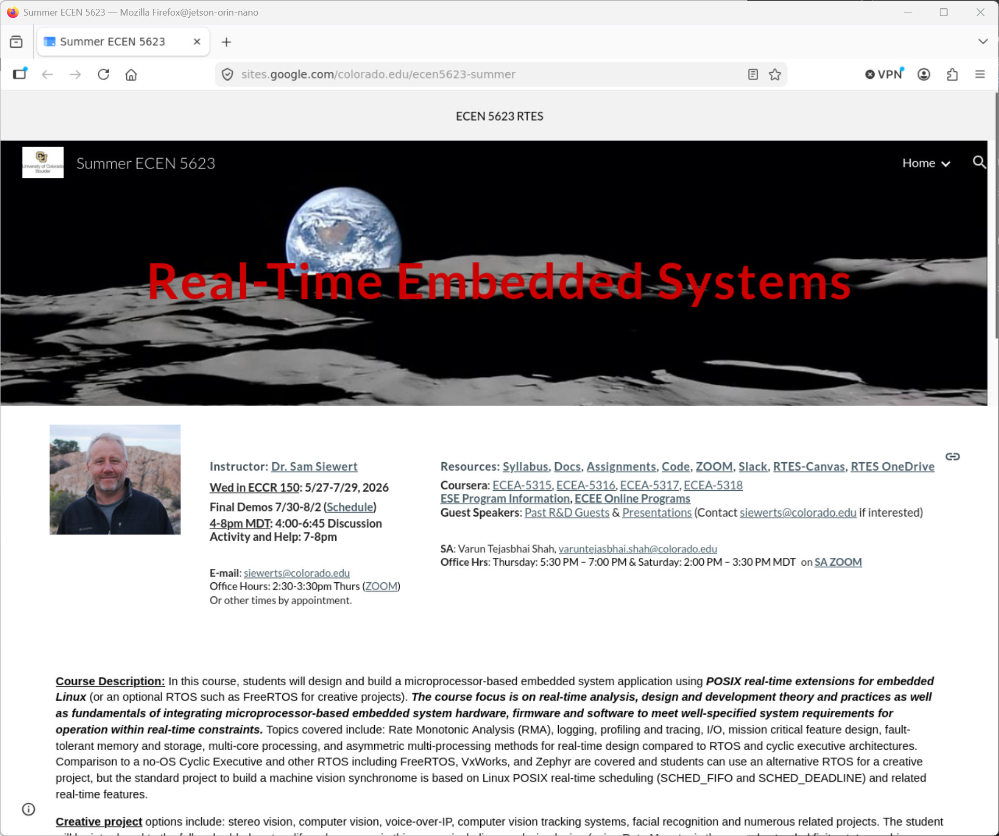 Summer ECEN 5623 — Mozilla Firefox@jetson-orin-nano
Summer ECEN 5623
sites.google.com/colorado.edu/ecen5623-summer
VPN
ECEN 5623 RTES
University of Colorado
Boulder
Summer ECEN 5623
Home
Real-Time Embedded Systems
Instructor: Dr. Sam Siewert
Wed in ECCR 150: 5/27-7/29, 2026
Final Demos 7/30-8/2 (Schedule)
4-8pm MDT: 4:00-6:45 Discussion
Activity and Help: 7-8pm
E-mail: siewerts@colorado.edu
Office Hours: 2:30-3:30pm Thurs (ZOOM)
Or other times by appointment.
Resources: Syllabus, Docs, Assignments, Code, ZOOM, Slack, RTES-Canvas, RTES OneDrive
Coursera: ECEA-5315, ECEA-5316, ECEA-5317, ECEA-5318
ESE Program Information, ECEE Online Programs
Guest Speakers: Past R&D Guests & Presentations (Contact siewerts@colorado.edu if interested)
SA: Varun Tejasbhai Shah, varuntejasbhai.shah@colorado.edu
Office Hrs: Thursday: 5:30 PM – 7:00 PM & Saturday: 2:00 PM – 3:30 PM MDT on SA ZOOM
Course Description: In this course, students will design and build a microprocessor-based embedded system application using POSIX real-time extensions for embedded
Linux (or an optional RTOS such as FreeRTOS for creative projects). The course focus is on real-time analysis, design and development theory and practices as well
as fundamentals of integrating microprocessor-based embedded system hardware, firmware and software to meet well-specified system requirements for
operation within real-time constraints. Topics covered include: Rate Monotonic Analysis (RMA), logging, profiling and tracing, I/O, mission critical feature design, fault-
tolerant memory and storage, multi-core processing, and asymmetric multi-processing methods for real-time design compared to RTOS and cyclic executive architectures.
Comparison to a no-OS Cyclic Executive and other RTOS including FreeRTOS, VxWorks, and Zephyr are covered and students can use an alternative RTOS for a creative
project, but the standard project to build a machine vision synchronome is based on Linux POSIX real-time scheduling (SCHED_FIFO and SCHED_DEADLINE) and related
real-time features.
Creative project options include: stereo vision, computer vision, voice-over-IP, computer vision tracking systems, facial recognition and numerous related projects. The student